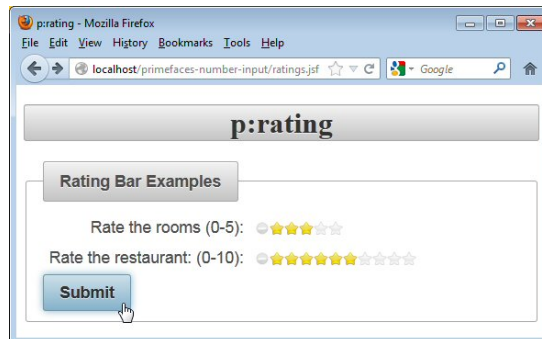 p:rating - Mozilla Firefox
File Edit View History Bookmarks Tools Help
localhost/primefaces-number-input/ratings.jsf Google
p:rating
Rating Bar Examples
Rate the rooms (0-5):
Rate the restaurant: (0-10):
Submit